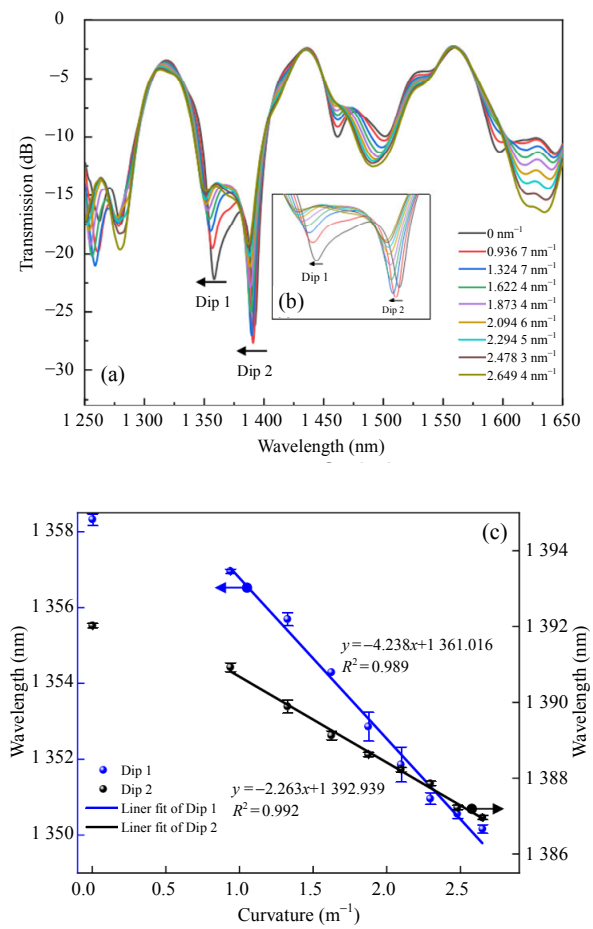 0
−5
−10
−15
−20
−25
−30
Transmission (dB)
(a)
Dip 1
Dip 2
(b)
Dip 1
Dip 2
0 nm⁻¹
0.936 7 nm⁻¹
1.324 7 nm⁻¹
1.622 4 nm⁻¹
1.873 4 nm⁻¹
2.094 6 nm⁻¹
2.294 5 nm⁻¹
2.478 3 nm⁻¹
2.649 4 nm⁻¹
1 250 1 300 1 350 1 400 1 450 1 500 1 550 1 600 1 650
Wavelength (nm)
(c)
1 358
1 356
1 354
1 352
1 350
Wavelength (nm)
1 394
1 392
1 390
1 388
1 386
Wavelength (nm)
y=−4.238x+1 361.016
R²=0.989
y=−2.263x+1 392.939
R²=0.992
Dip 1
Dip 2
Liner fit of Dip 1
Liner fit of Dip 2
0.0 0.5 1.0 1.5 2.0 2.5
Curvature (m⁻¹)